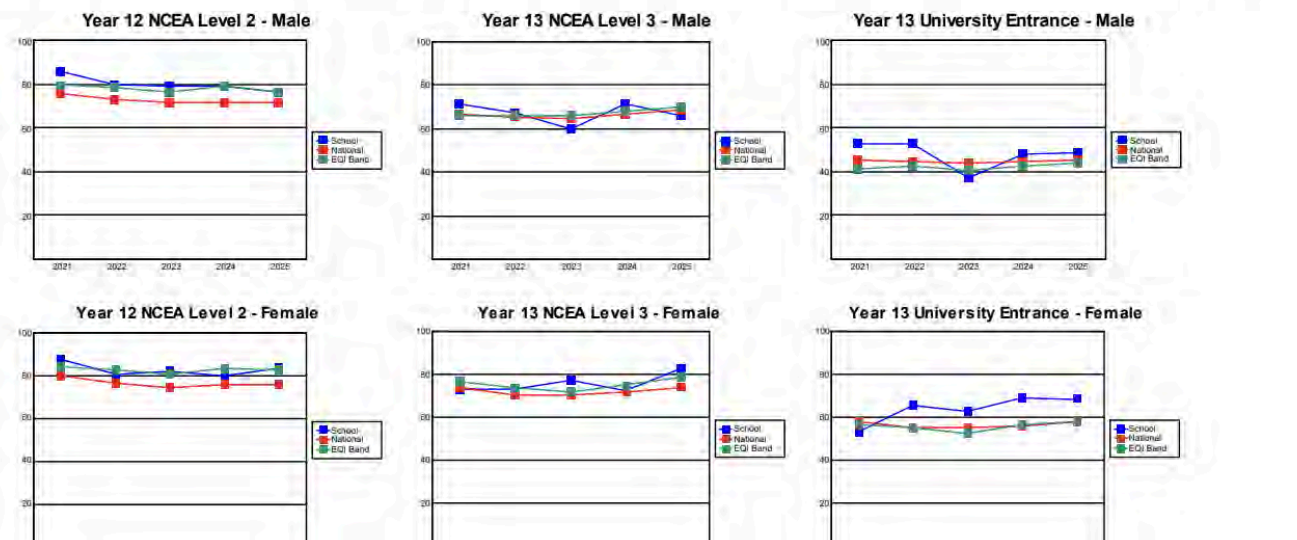 Year 12 NCEA Level 2 - Male
100
80
60
40
20
2021 2022 2023 2024 2025
School
National
EQI Band
Year 13 NCEA Level 3 - Male
100
80
60
40
20
2021 2022 2023 2024 2025
School
National
EQI Band
Year 13 University Entrance - Male
100
80
60
40
20
2021 2022 2023 2024 2025
School
National
EQI Band
Year 12 NCEA Level 2 - Female
100
80
60
40
20
School
National
EQI Band
Year 13 NCEA Level 3 - Female
100
80
60
40
20
School
National
EQI Band
Year 13 University Entrance - Female
100
80
60
40
20
School
National
EQI Band